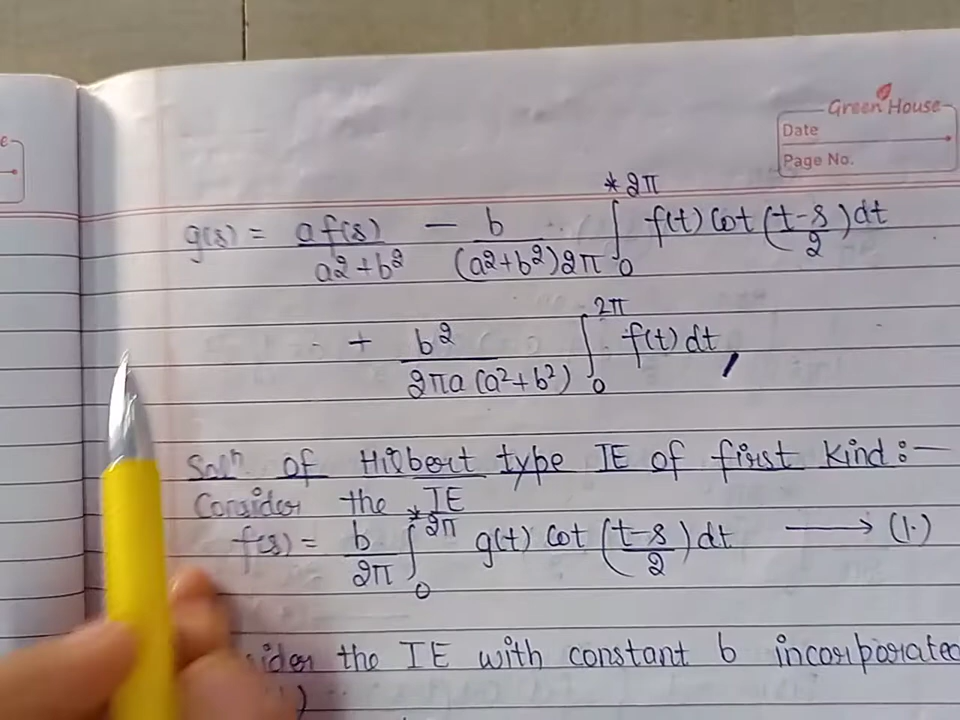 Green House
Date
Page No.
g(s) = af(s)/(a²+b²) − b/((a²+b²)2π) ∫₀*²π f(t) cot((t-s)/2) dt
+ b²/(2πa(a²+b²)) ∫₀²π f(t) dt,
Solⁿ of Hilbert type IE of first kind:—
Consider the IE
f(s) = b/2π ∫₀*²π g(t) cot((t-s)/2) dt ⟶ (1.)
the IE with constant b incorporated